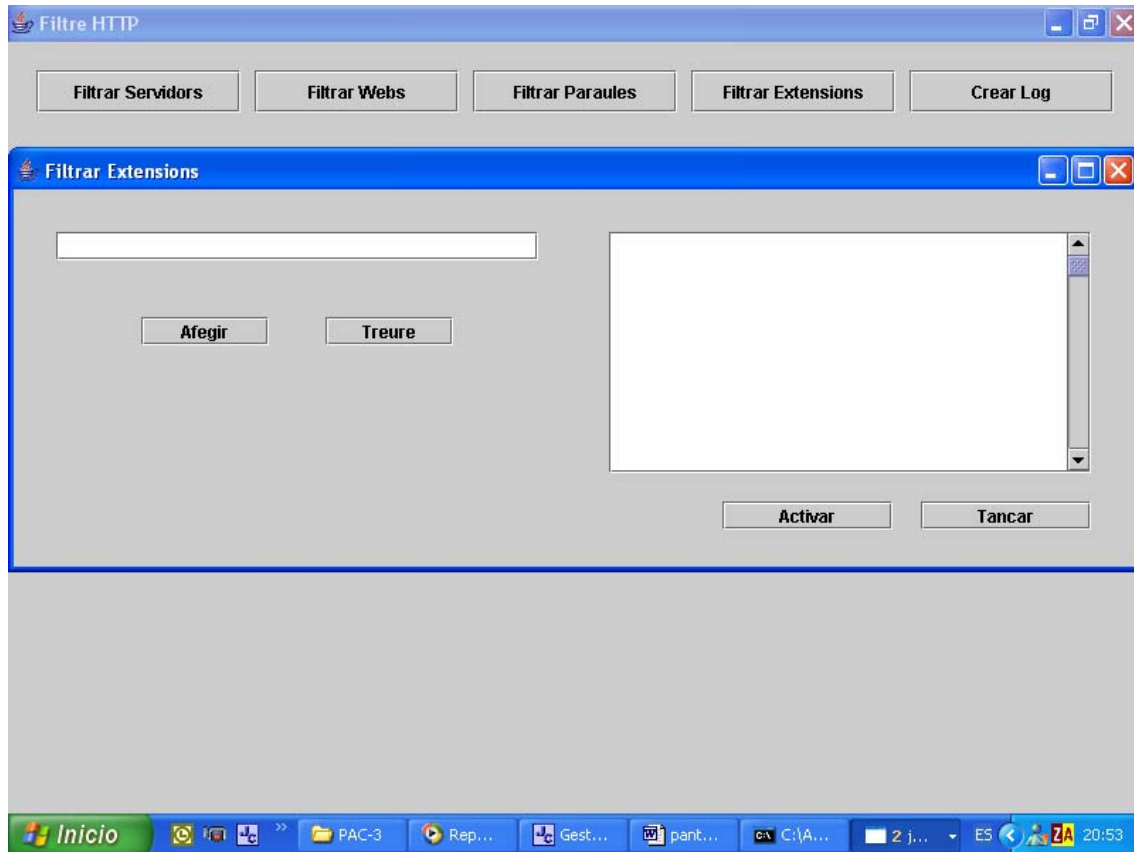 Filtre HTTP
Filtrar Servidors Filtrar Webs Filtrar Paraules Filtrar Extensions Crear Log
Filtrar Extensions
Afegir Treure
Activar Tancar
Inicio PAC-3 Rep... Gest... pant... C:\A... 2 j... ES ZA 20:53